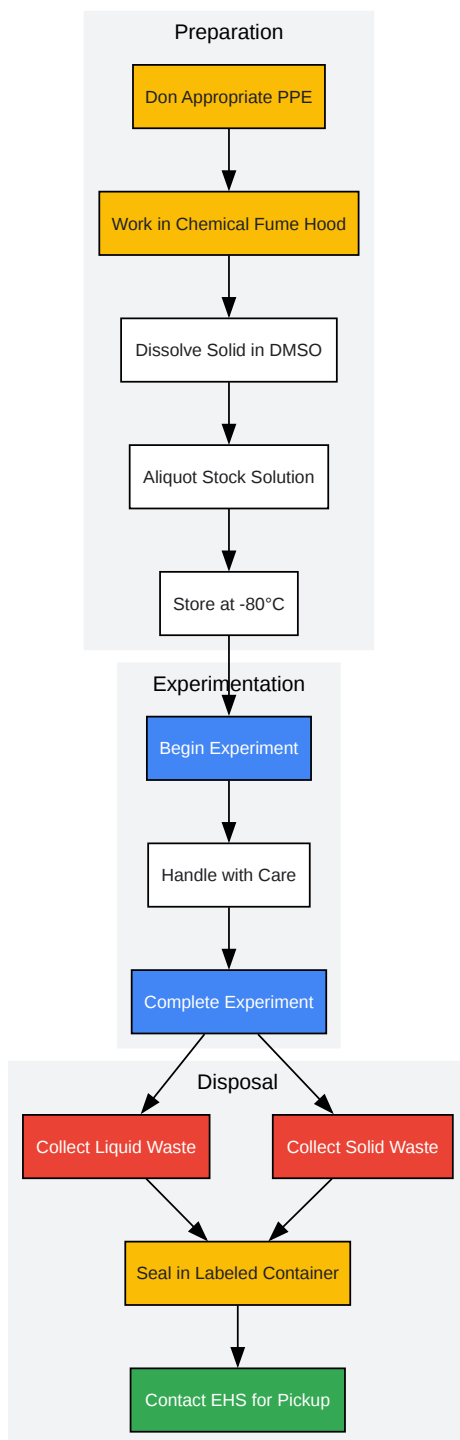 Preparation
Don Appropriate PPE
Work in Chemical Fume Hood
Dissolve Solid in DMSO
Aliquot Stock Solution
Store at -80°C
Experimentation
Begin Experiment
Handle with Care
Complete Experiment
Disposal
Collect Liquid Waste
Collect Solid Waste
Seal in Labeled Container
Contact EHS for Pickup